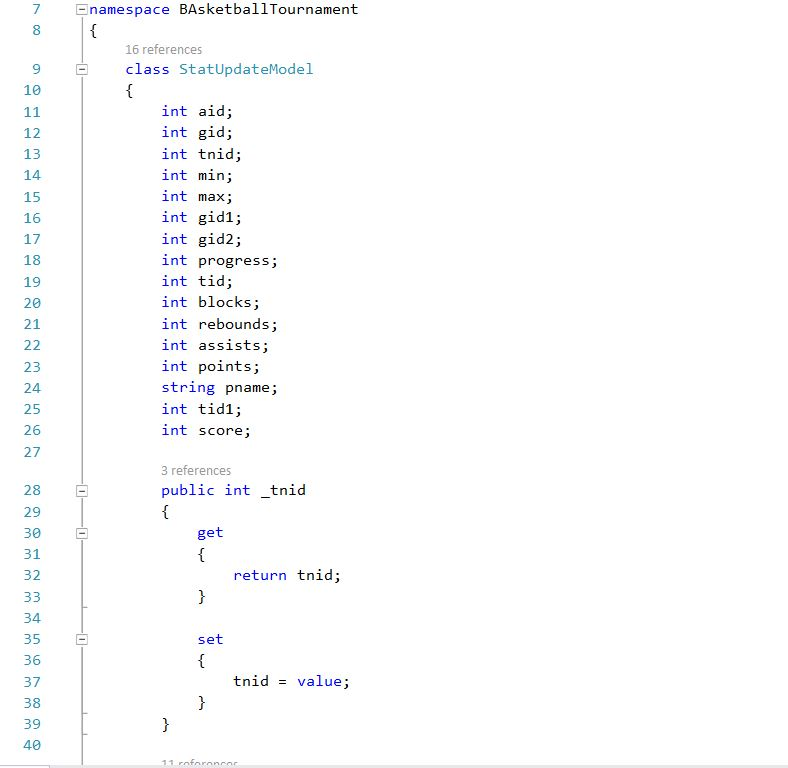 7 namespace BAsketballTournament
8 {
16 references
9 class StatUpdateModel
10 {
11 int aid;
12 int gid;
13 int tnid;
14 int min;
15 int max;
16 int gid1;
17 int gid2;
18 int progress;
19 int tid;
20 int blocks;
21 int rebounds;
22 int assists;
23 int points;
24 string pname;
25 int tid1;
26 int score;
27
3 references
28 public int _tnid
29 {
30 get
31 {
32 return tnid;
33 }
34
35 set
36 {
37 tnid = value;
38 }
39 }
40
11 references